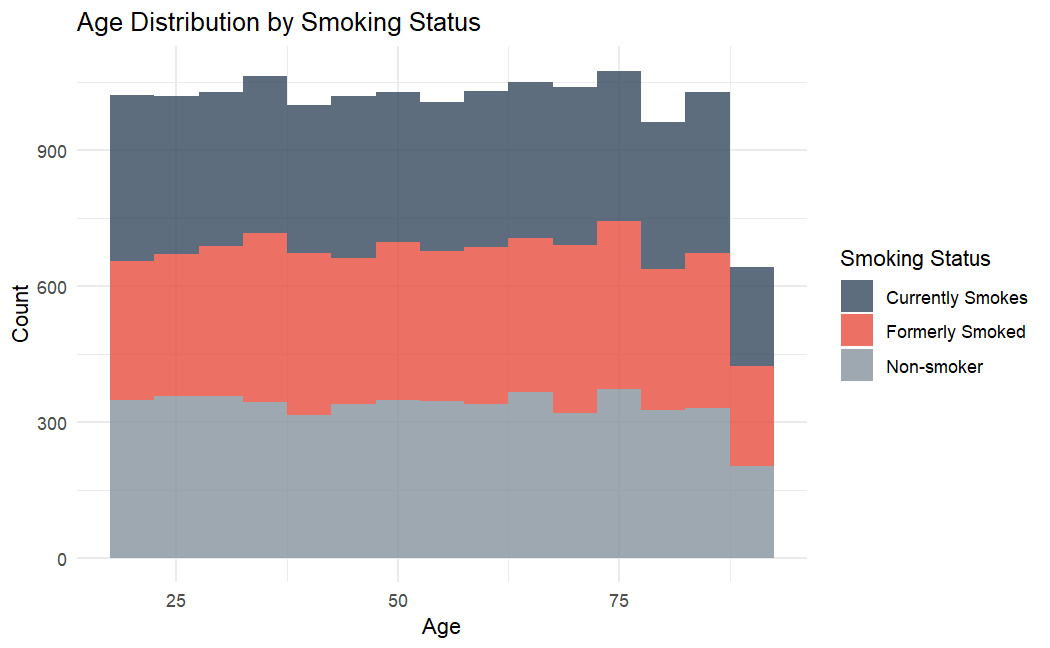 Age Distribution by Smoking Status
Count
900
600
300
0
25 50 75
Age
Smoking Status
Currently Smokes
Formerly Smoked
Non-smoker